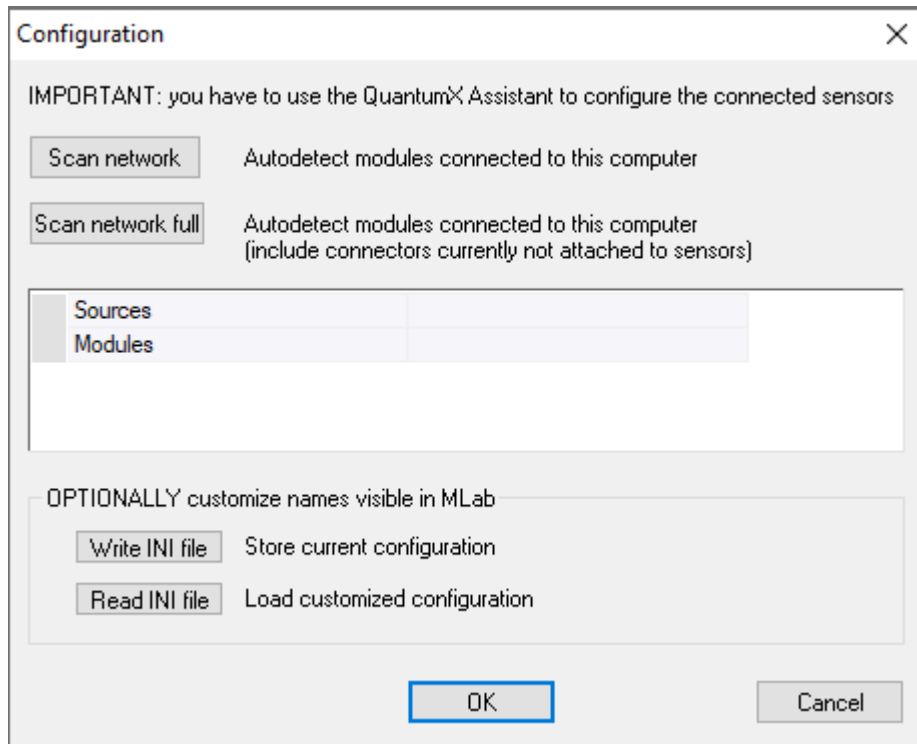 Configuration
IMPORTANT: you have to use the QuantumX Assistant to configure the connected sensors
Scan network Autodetect modules connected to this computer
Scan network full Autodetect modules connected to this computer
(include connectors currently not attached to sensors)
Sources
Modules
OPTIONALLY customize names visible in MLab
Write INI file Store current configuration
Read INI file Load customized configuration
OK Cancel